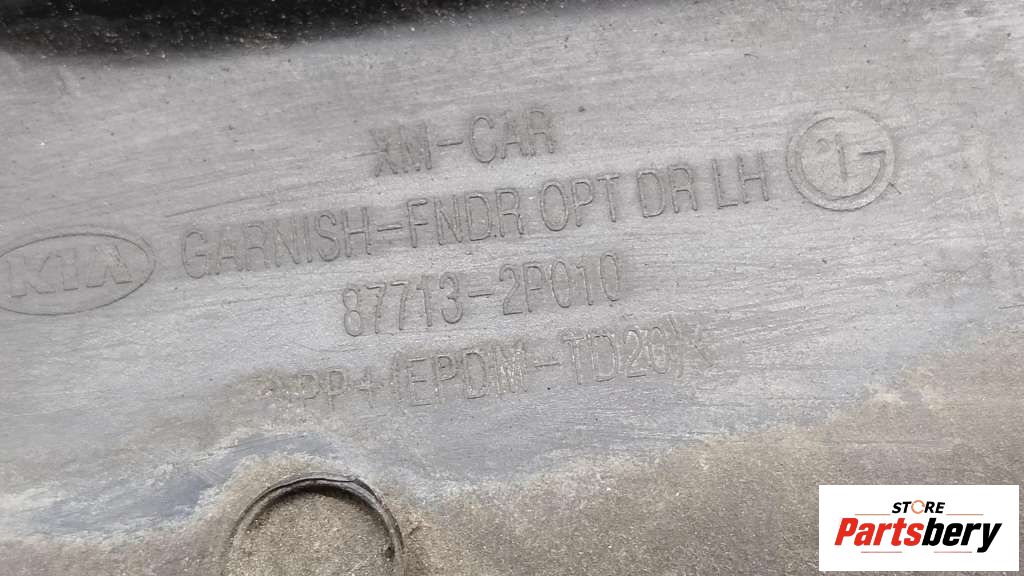 XM-CAR
KIA GARNISH-FNDR OPT DR LH
87713-2P010
>PP+(EPDM-TD20)<
STORE
Partsbery